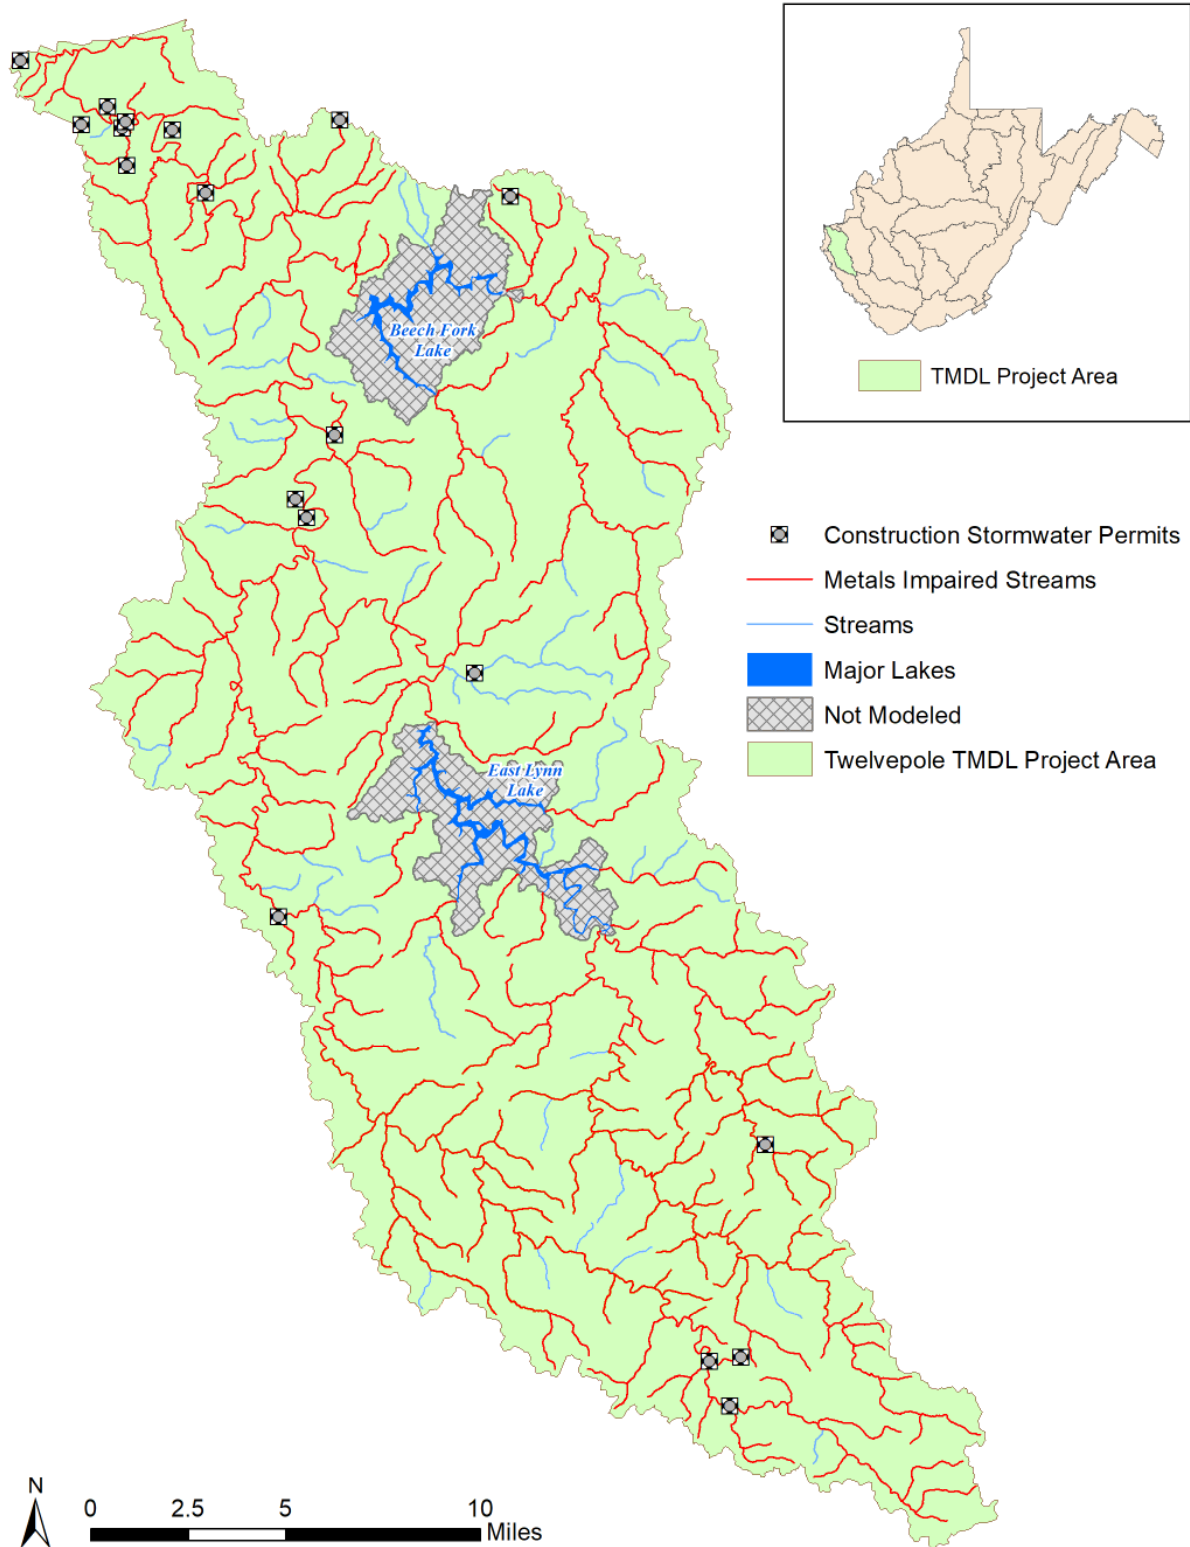 TMDL Project Area
Beech Fork
Lake
Construction Stormwater Permits
Metals Impaired Streams
Streams
Major Lakes
Not Modeled
Twelvepole TMDL Project Area
East Lynn
Lake
N
0 2.5 5 10
Miles